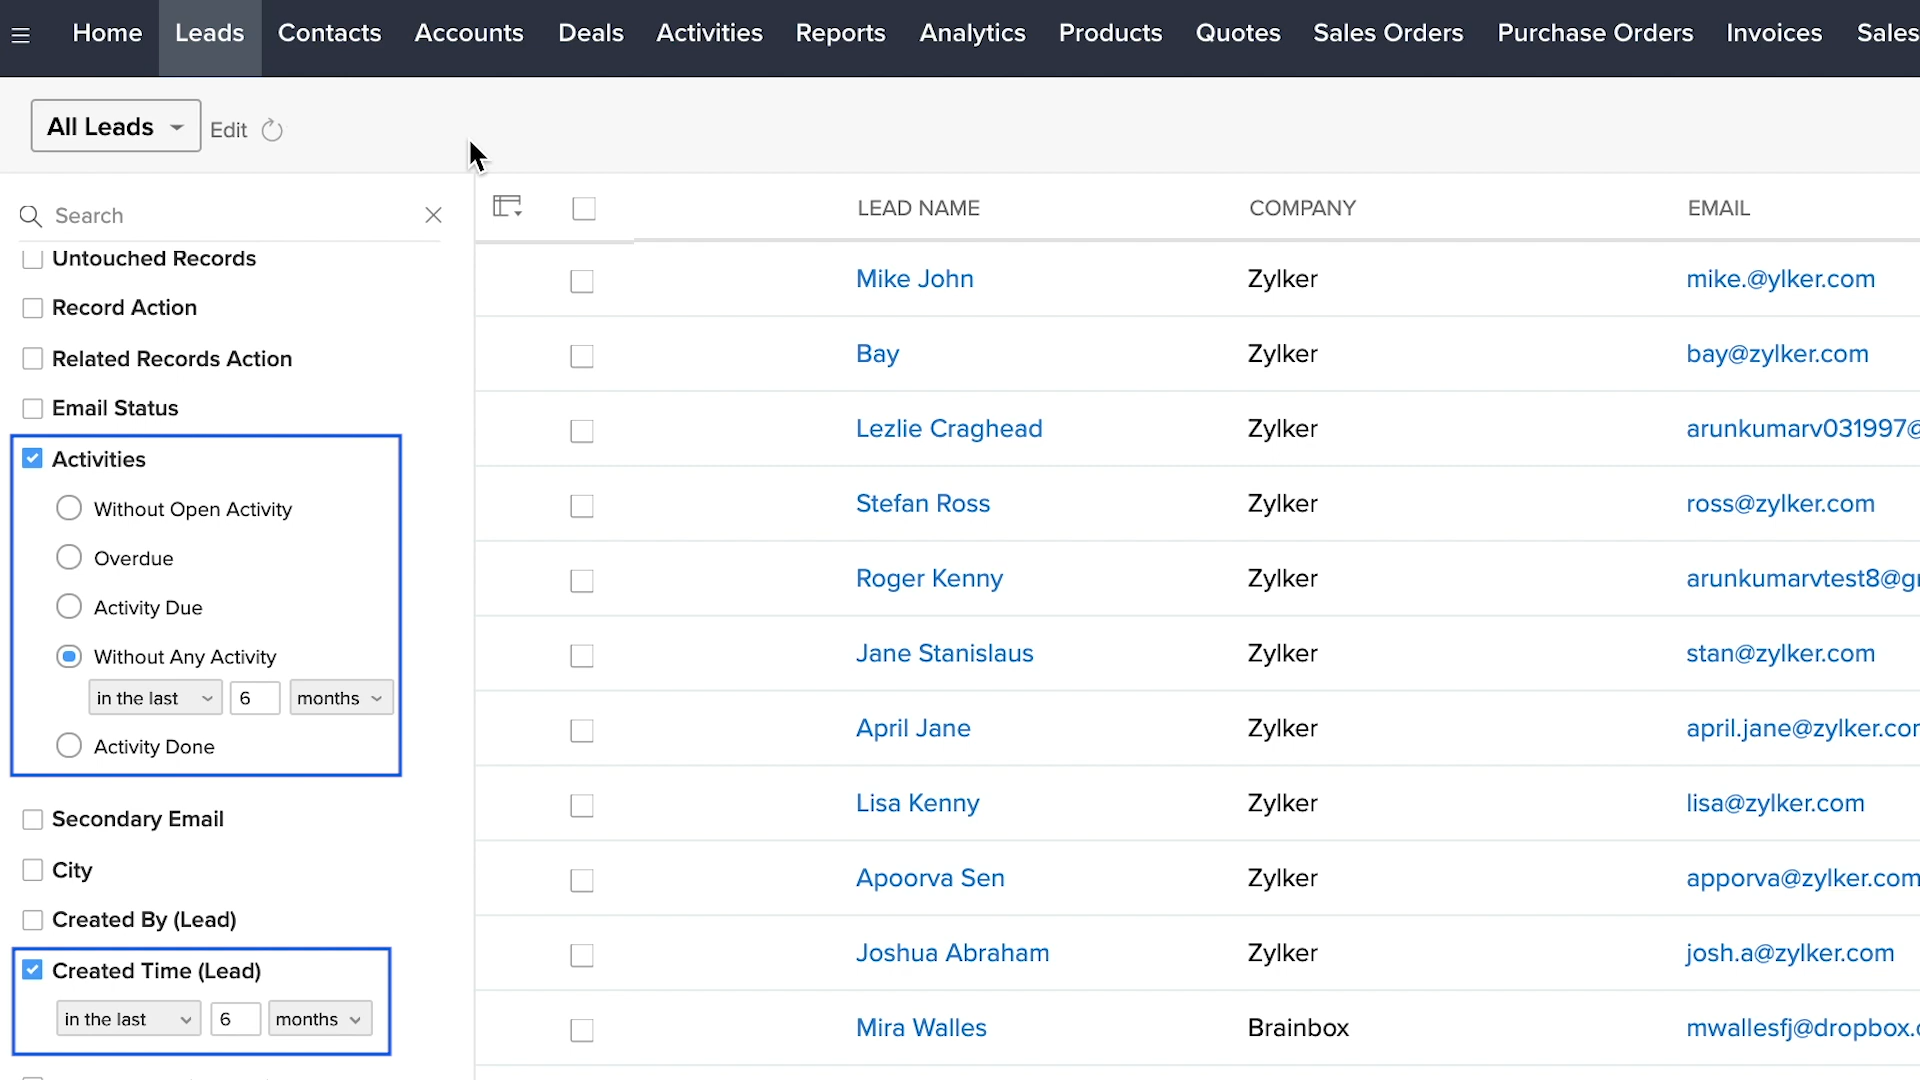 Home Leads Contacts Accounts Deals Activities Reports Analytics Products Quotes Sales Orders Purchase Orders Invoices Sales
All Leads Edit
Search
Untouched Records
Record Action
Related Records Action
Email Status
Activities
Without Open Activity
Overdue
Activity Due
Without Any Activity
in the last 6 months
Activity Done
Secondary Email
City
Created By (Lead)
Created Time (Lead)
in the last 6 months
LEAD NAME COMPANY EMAIL
Mike John Zylker mike.@ylker.com
Bay Zylker bay@zylker.com
Lezlie Craghead Zylker arunkumarv031997@
Stefan Ross Zylker ross@zylker.com
Roger Kenny Zylker arunkumarvtest8@g
Jane Stanislaus Zylker stan@zylker.com
April Jane Zylker april.jane@zylker.co
Lisa Kenny Zylker lisa@zylker.com
Apoorva Sen Zylker apporva@zylker.com
Joshua Abraham Zylker josh.a@zylker.com
Mira Walles Brainbox mwallesfj@dropbox.